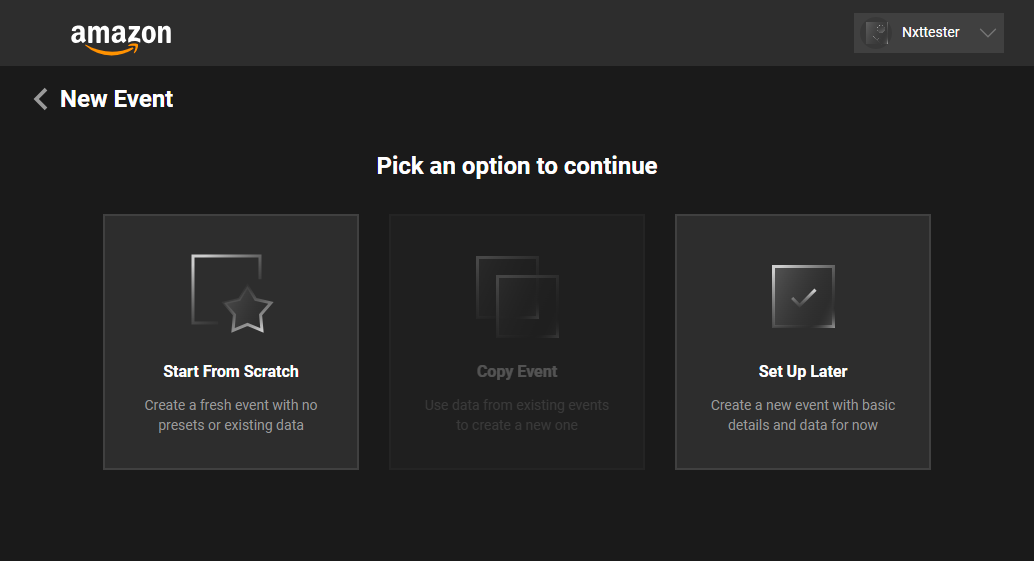 amazon
Nxttester
New Event
Pick an option to continue
Start From Scratch
Create a fresh event with no
presets or existing data
Copy Event
Use data from existing events
to create a new one
Set Up Later
Create a new event with basic
details and data for now